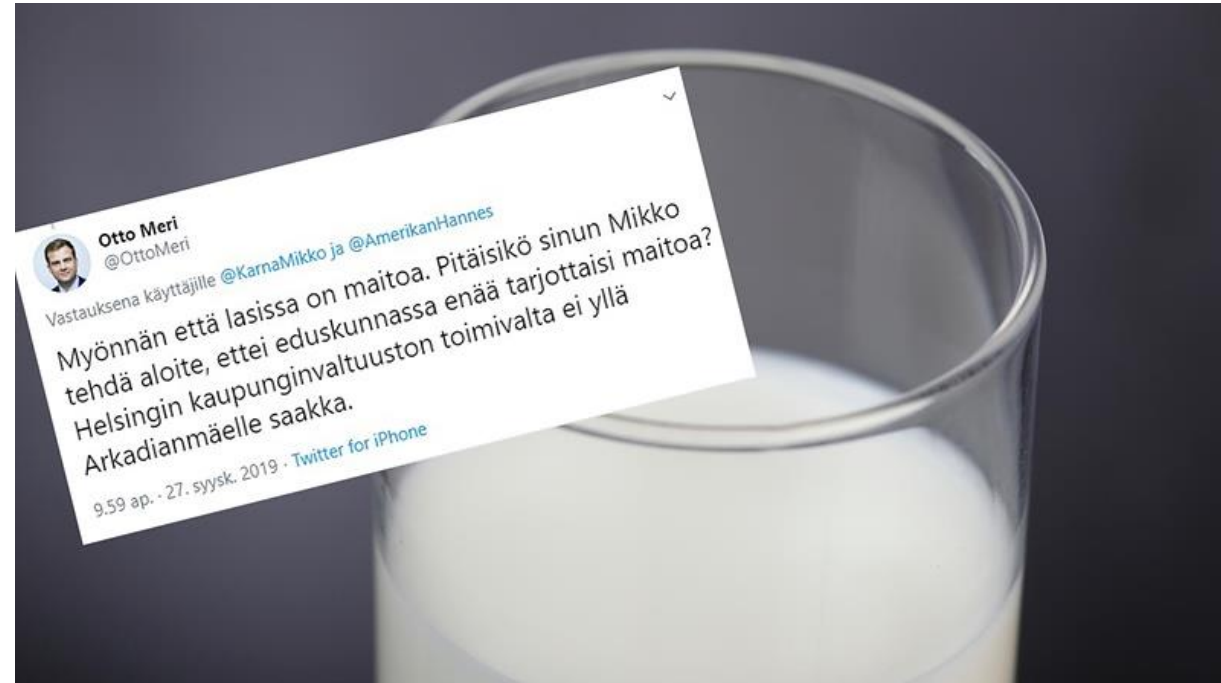 Otto Meri
@OttoMeri
Vastauksena käyttäjille @KarnaMikko ja @AmerikanHannes
Myönnän että lasissa on maitoa. Pitäisikö sinun Mikko
tehdä aloite, ettei eduskunnassa enää tarjottaisi maitoa?
Helsingin kaupunginvaltuuston toimivalta ei yllä
Arkadianmäelle saakka.
9.59 ap. · 27. syysk. 2019 · Twitter for iPhone